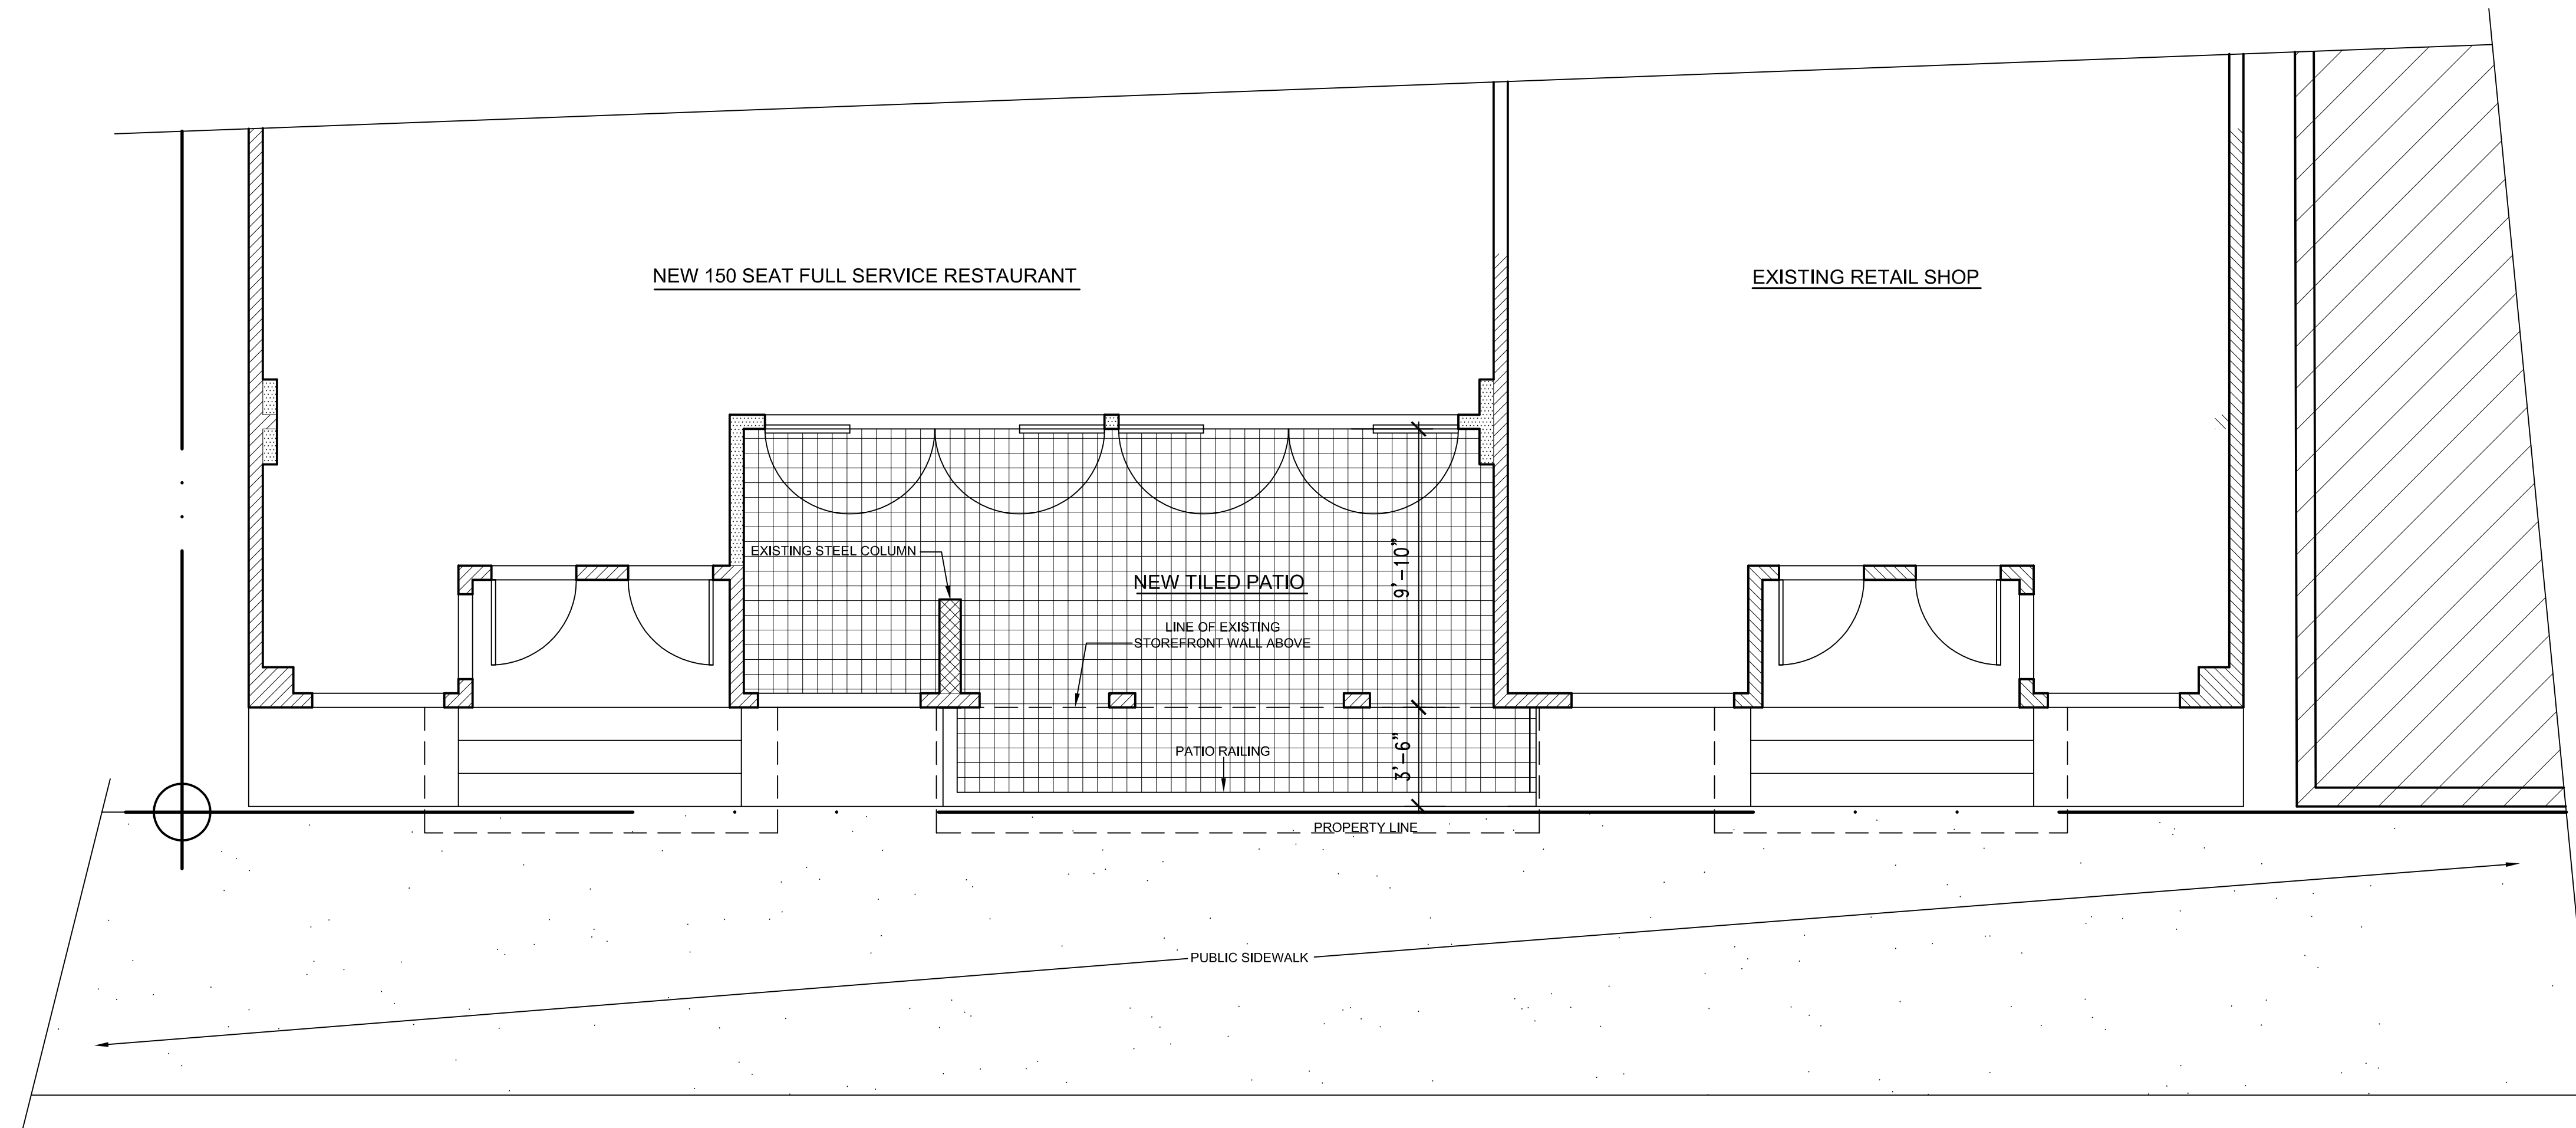 NEW 150 SEAT FULL SERVICE RESTAURANT
EXISTING RETAIL SHOP
EXISTING STEEL COLUMN
NEW TILED PATIO
9'-10"
LINE OF EXISTING
STOREFRONT WALL ABOVE
PATIO RAILING
3'-6"
PROPERTY LINE
PUBLIC SIDEWALK